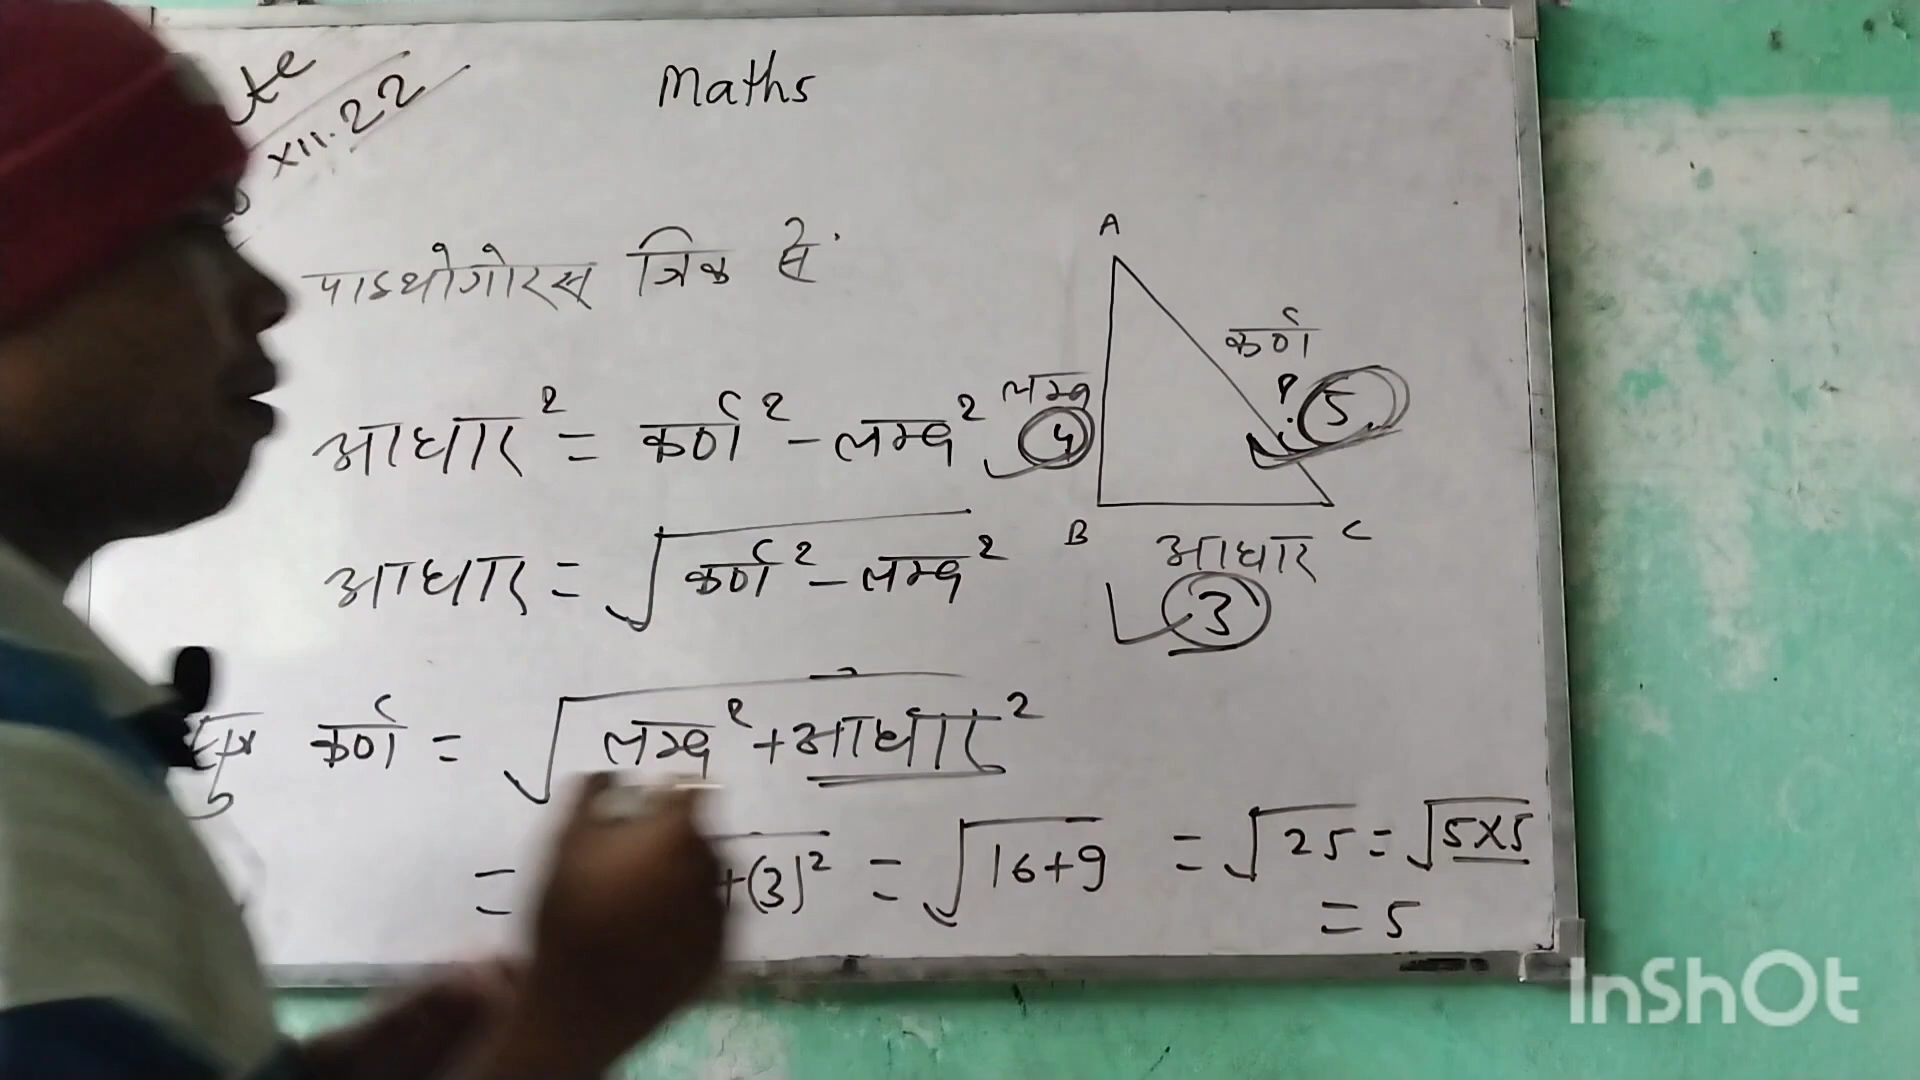 Maths
XII.22
पाइथोगोरस त्रिक से
आधार² = कर्ण² - लम्ब²
आधार = √कर्ण² - लम्ब²
कर्ण = √लम्ब² + आधार²
= +(3)² = √16+9 = √25 = √5×5
= 5
A
कर्ण
?
5
लम्ब
4
B
आधार
C
3
InShOt